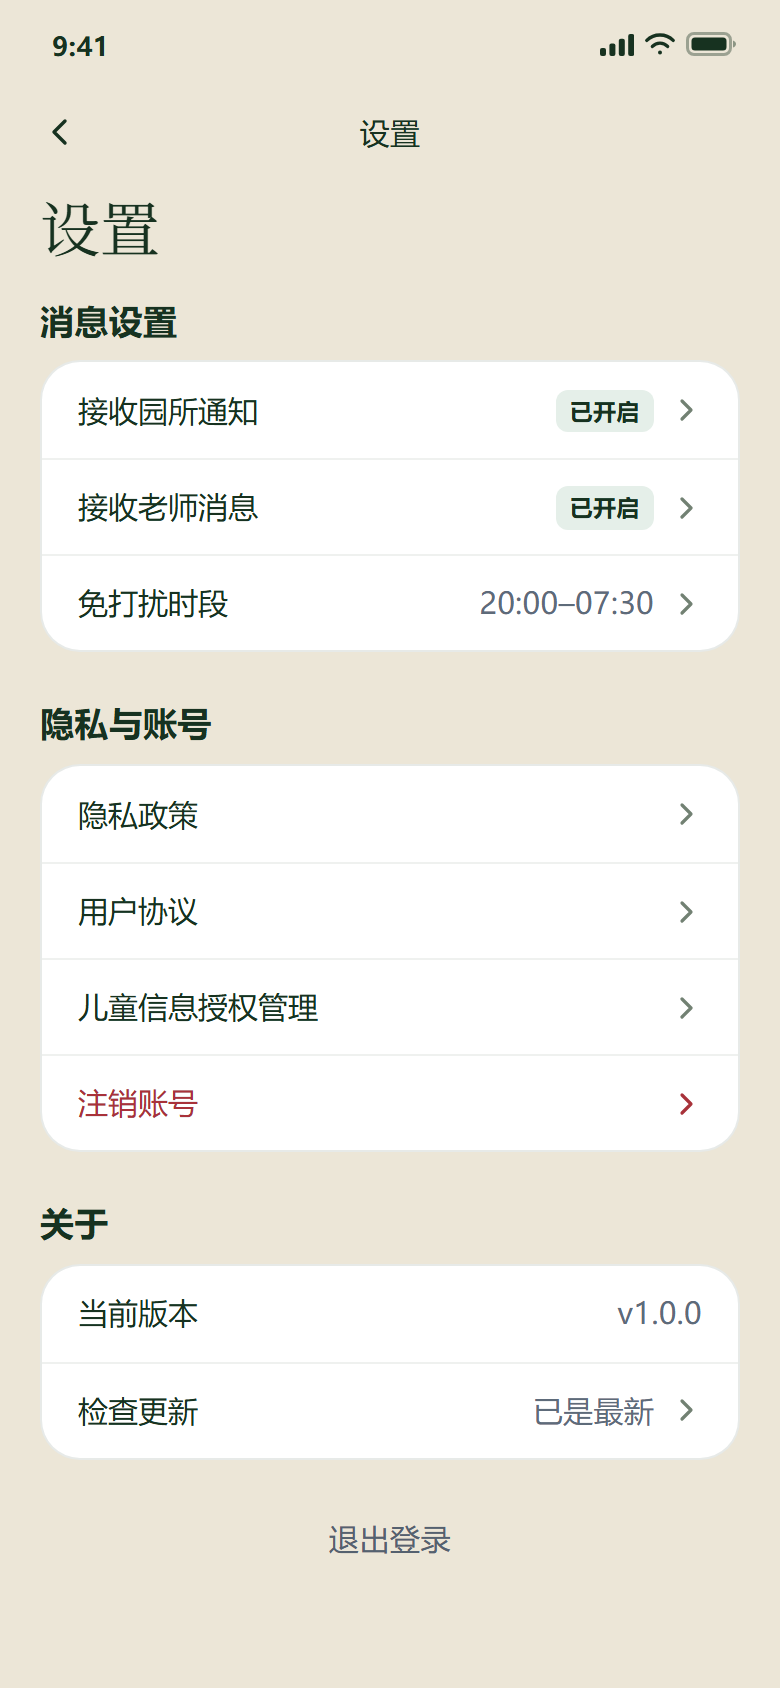 9:41
设置
设置
消息设置
接收园所通知 已开启
接收老师消息 已开启
免打扰时段 20:00–07:30
隐私与账号
隐私政策
用户协议
儿童信息授权管理
注销账号
关于
当前版本 v1.0.0
检查更新 已是最新
退出登录